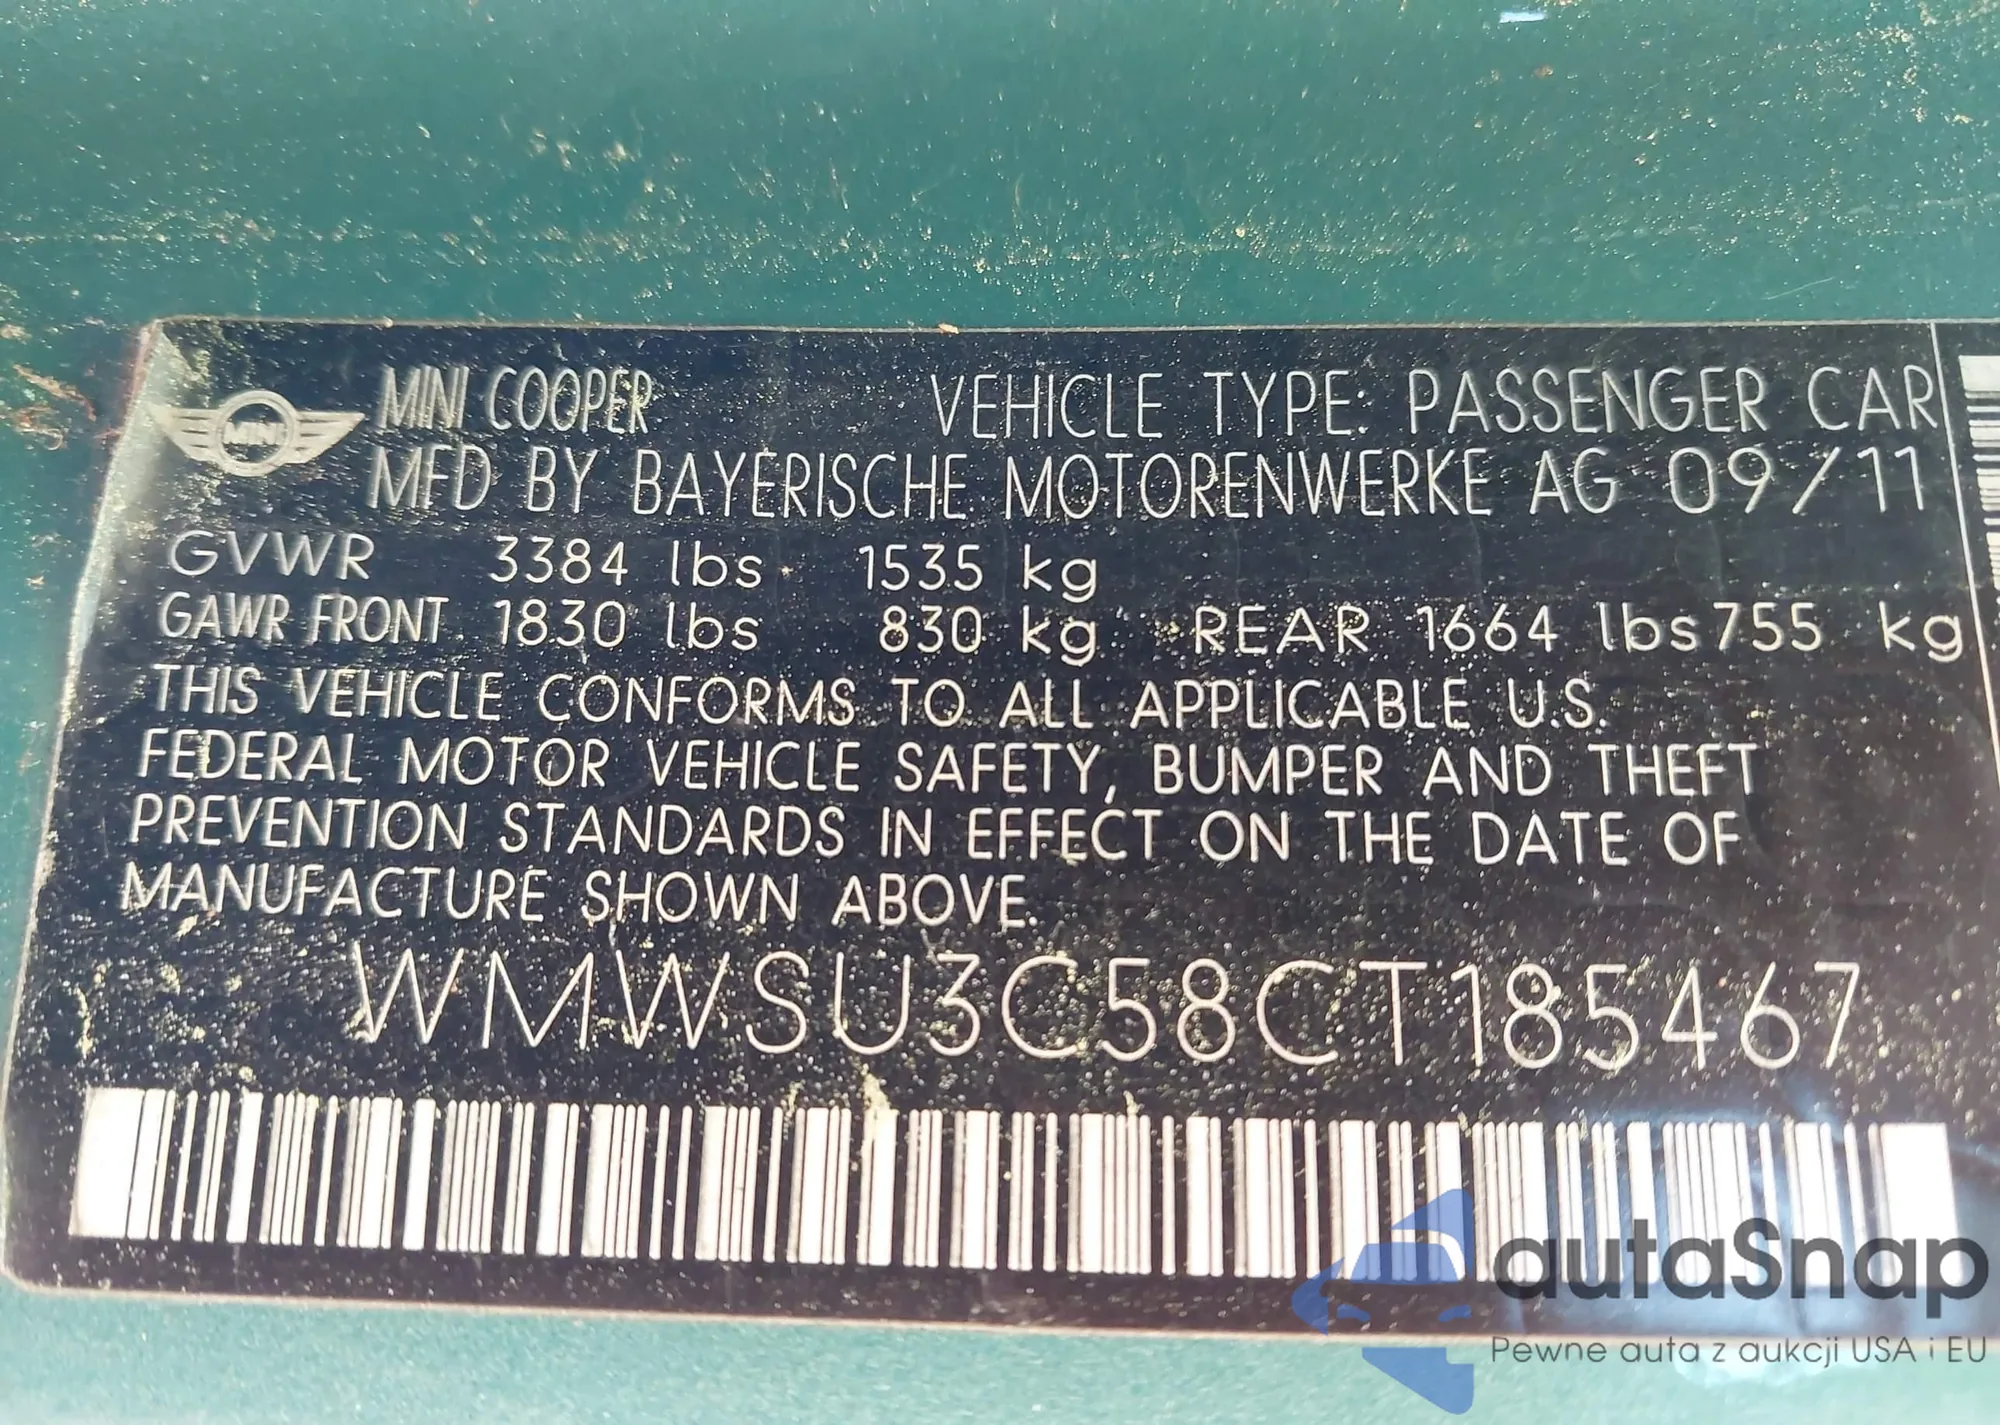 MINI
MINI COOPER VEHICLE TYPE: PASSENGER CAR
MFD BY BAYERISCHE MOTORENWERKE AG 09/11
GVWR 3384 lbs 1535 kg
GAWR FRONT 1830 lbs 830 kg REAR 1664 lbs 755 kg
THIS VEHICLE CONFORMS TO ALL APPLICABLE U.S.
FEDERAL MOTOR VEHICLE SAFETY, BUMPER AND THEFT
PREVENTION STANDARDS IN EFFECT ON THE DATE OF
MANUFACTURE SHOWN ABOVE.
WMWSU3C58CT185467
autaSnap
Pewne auta z aukcji USA i EU